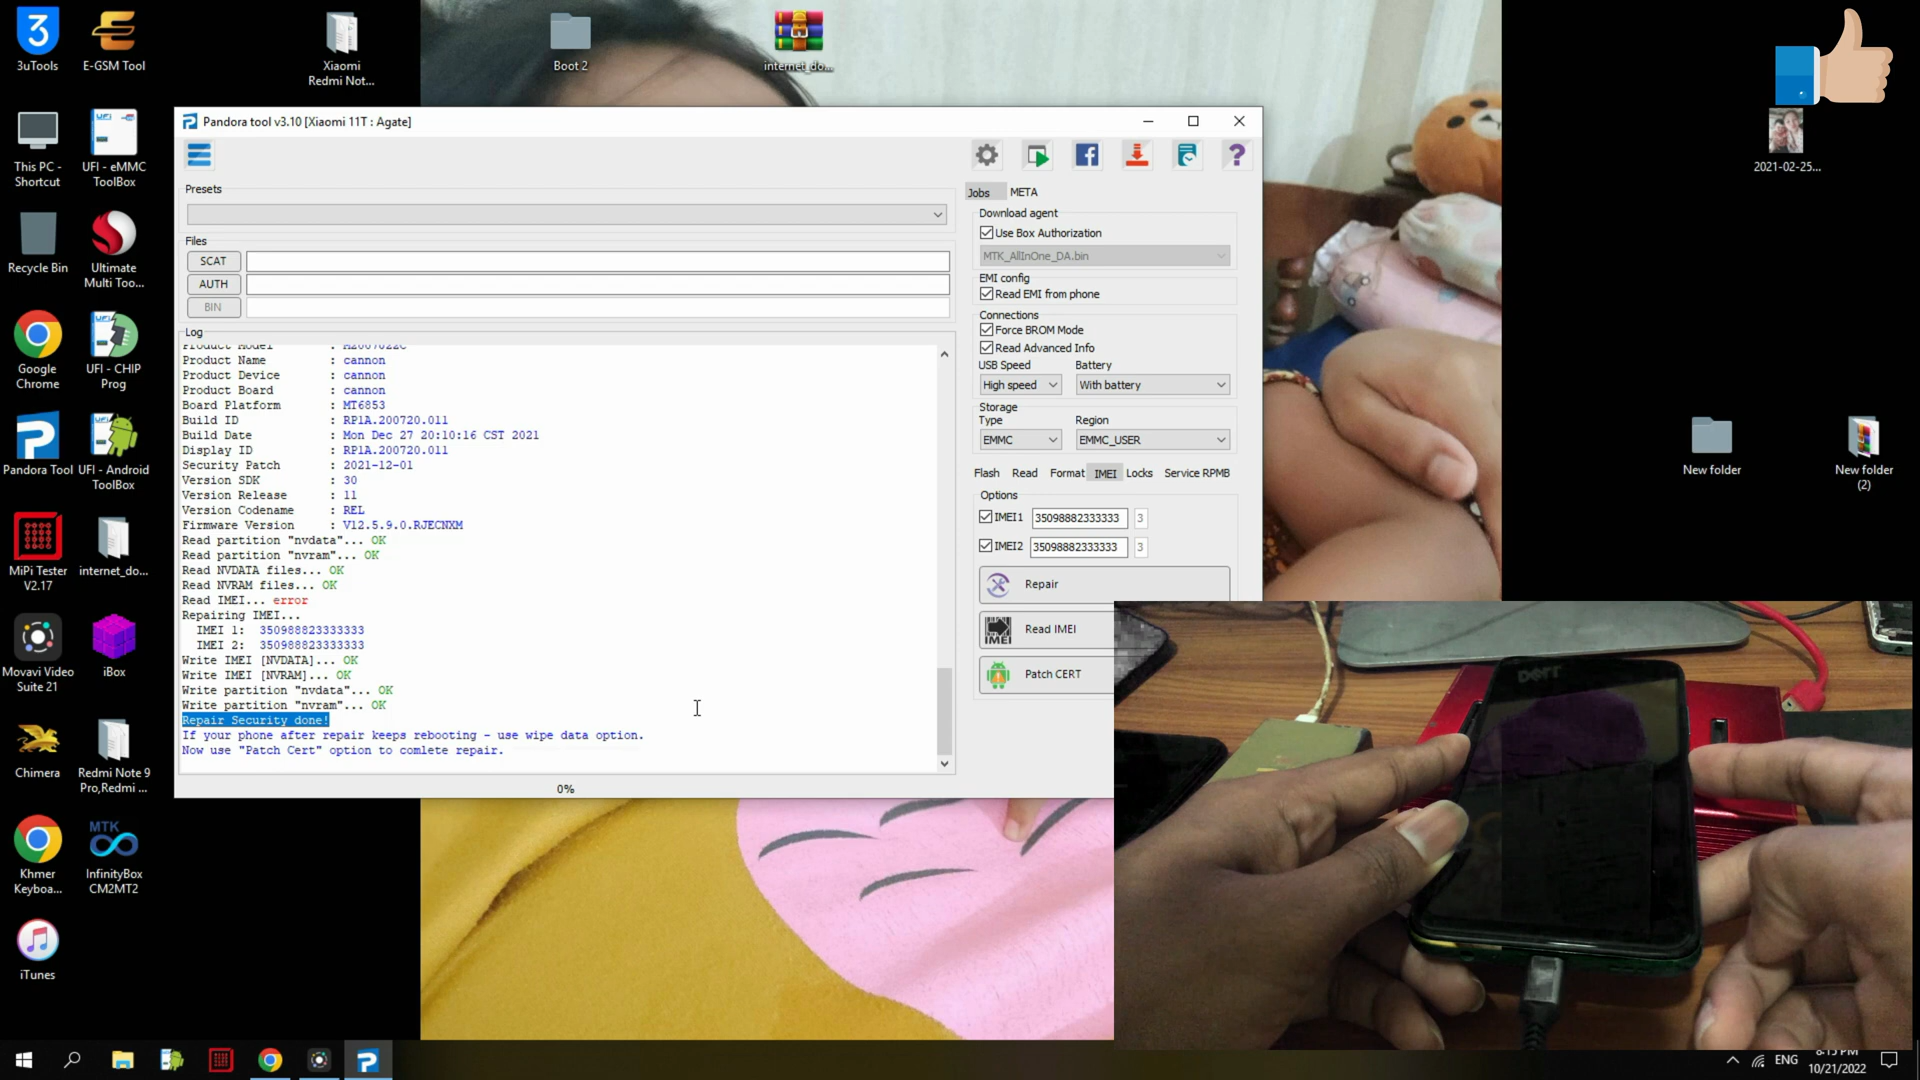 3uTools
E-GSM Tool
Xiaomi
Redmi Not...
Boot 2
internet_do...
2021-02-25...
This PC -
Shortcut
UFI - eMMC
ToolBox
Recycle Bin
Ultimate
Multi Too...
Google
Chrome
UFI - CHIP
Prog
Pandora Tool
UFI - Android
ToolBox
MiPi Tester
V2.17
internet_do...
Movavi Video
Suite 21
iBox
Chimera
Redmi Note 9
Pro,Redmi ...
Khmer
Keyboa...
MTK
InfinityBox
CM2MT2
iTunes
New folder
New folder
(2)
Pandora tool v3.10 [Xiaomi 11T : Agate]
Presets
Files
SCAT
AUTH
BIN
Log
Product Model : M2007J22C
Product Name : cannon
Product Device : cannon
Product Board : cannon
Board Platform : MT6853
Build ID : RP1A.200720.011
Build Date : Mon Dec 27 20:10:16 CST 2021
Display ID : RP1A.200720.011
Security Patch : 2021-12-01
Version SDK : 30
Version Release : 11
Version Codename : REL
Firmware Version : V12.5.9.0.RJECNXM
Read partition "nvdata"... OK
Read partition "nvram"... OK
Read NVDATA files... OK
Read NVRAM files... OK
Read IMEI... error
Repairing IMEI...
IMEI 1: 350988823333333
IMEI 2: 350988823333333
Write IMEI [NVDATA]... OK
Write IMEI [NVRAM]... OK
Write partition "nvdata"... OK
Write partition "nvram"... OK
Repair Security done!
If your phone after repair keeps rebooting - use wipe data option.
Now use "Patch Cert" option to comlete repair.
0%
Jobs META
Download agent
Use Box Authorization
MTK_AllInOne_DA.bin
EMI config
Read EMI from phone
Connections
Force BROM Mode
Read Advanced Info
USB Speed Battery
High speed With battery
Storage
Type Region
EMMC EMMC_USER
Flash Read Format IMEI Locks Service RPMB
Options
IMEI1 35098882333333 3
IMEI2 35098882333333 3
Repair
IMEI
Read IMEI
Patch CERT
ENG
8:15 PM
10/21/2022